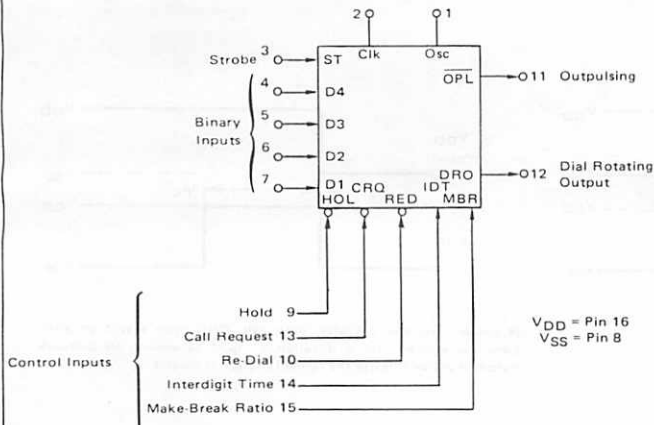 2 1
Clk Osc
Strobe 3 ST
OPL 11 Outpulsing
4 D4
Binary Inputs
5 D3
6 D2
7 D1
DRO 12 Dial Rotating Output
HOL CRQ RED IDT MBR
Hold 9
Call Request 13
Re-Dial 10
Interdigit Time 14
Make-Break Ratio 15
Control Inputs
VDD = Pin 16
VSS = Pin 8